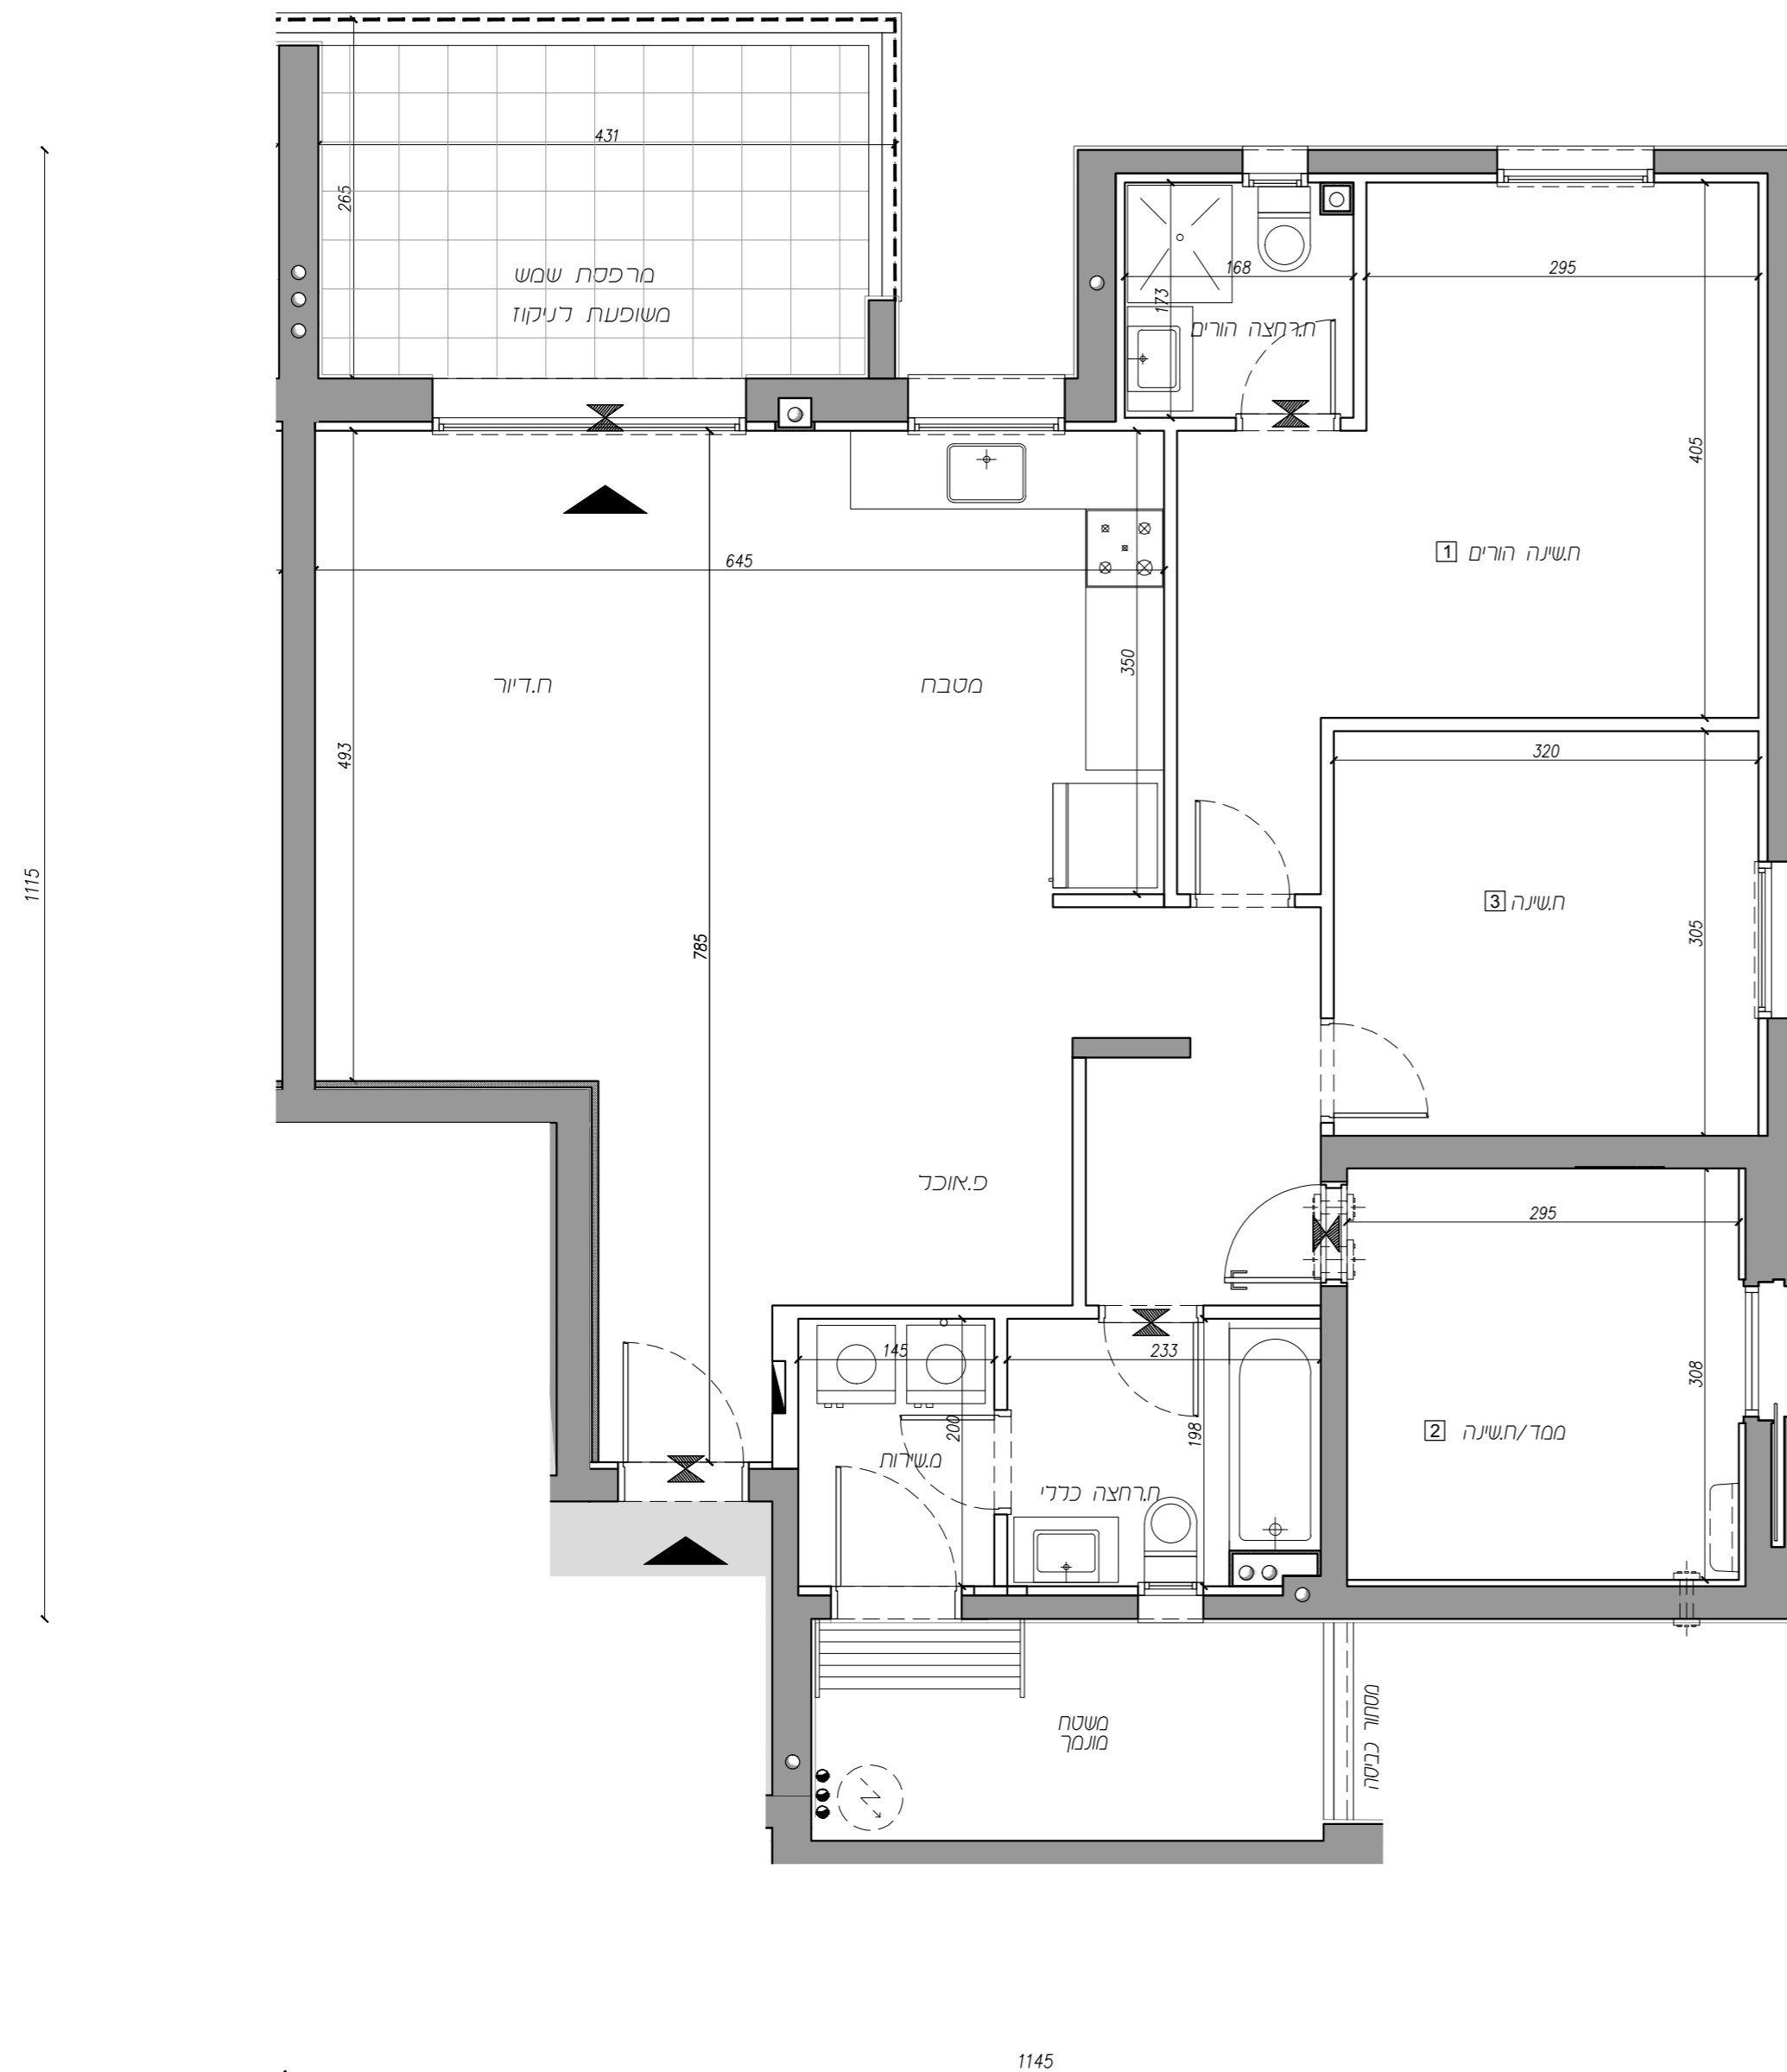 431
265
מרפסת שמש
משופעת לניקוז
168
295
173
ח.רחצה הורים
405
645
1 ח.שינה הורים
350
ח.דיור
מטבח
493
320
1115
3 ח.שינה
305
785
פ.אוכל
295
145
233
308
200
198
2 ממד/ח.שינה
מ.שירות
ח.רחצה כללי
משטח
מונמך
מסתור כביסה
1145